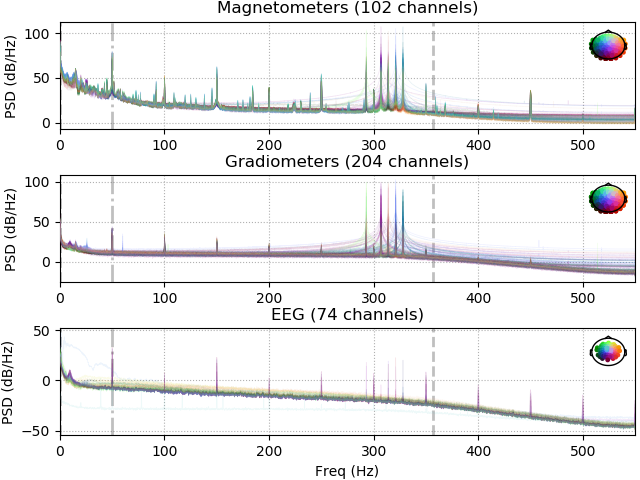 Magnetometers (102 channels)
PSD (dB/Hz)
100
50
0
0 100 200 300 400 500
Gradiometers (204 channels)
PSD (dB/Hz)
100
50
0
0 100 200 300 400 500
EEG (74 channels)
PSD (dB/Hz)
50
0
−50
0 100 200 300 400 500
Freq (Hz)